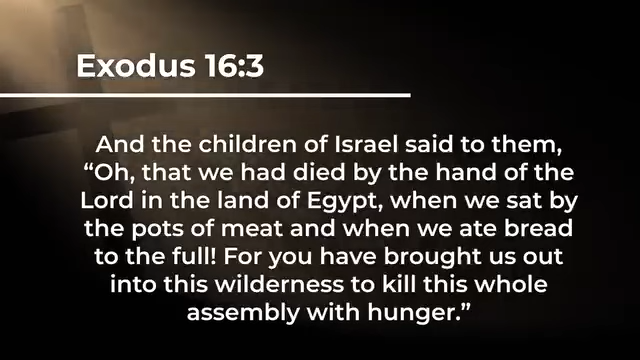 Exodus 16:3
And the children of Israel said to them,
“Oh, that we had died by the hand of the
Lord in the land of Egypt, when we sat by
the pots of meat and when we ate bread
to the full! For you have brought us out
into this wilderness to kill this whole
assembly with hunger.”